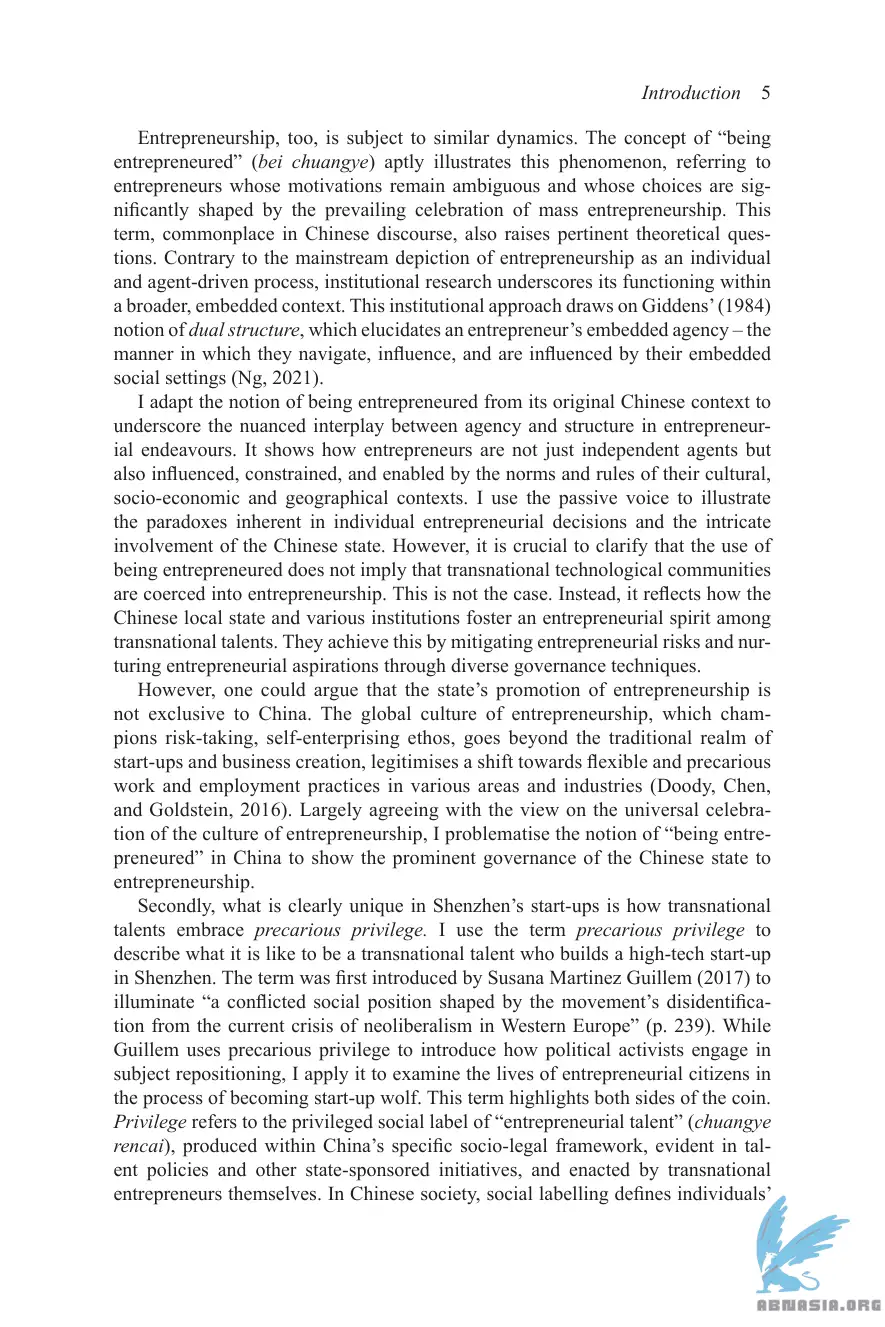 Introduction 5
Entrepreneurship, too, is subject to similar dynamics. The concept of “being
entrepreneured” (bei chuangye) aptly illustrates this phenomenon, referring to
entrepreneurs whose motivations remain ambiguous and whose choices are sig-
nificantly shaped by the prevailing celebration of mass entrepreneurship. This
term, commonplace in Chinese discourse, also raises pertinent theoretical ques-
tions. Contrary to the mainstream depiction of entrepreneurship as an individual
and agent-driven process, institutional research underscores its functioning within
a broader, embedded context. This institutional approach draws on Giddens’ (1984)
notion of dual structure, which elucidates an entrepreneur’s embedded agency – the
manner in which they navigate, influence, and are influenced by their embedded
social settings (Ng, 2021).
I adapt the notion of being entrepreneured from its original Chinese context to
underscore the nuanced interplay between agency and structure in entrepreneur-
ial endeavours. It shows how entrepreneurs are not just independent agents but
also influenced, constrained, and enabled by the norms and rules of their cultural,
socio-economic and geographical contexts. I use the passive voice to illustrate
the paradoxes inherent in individual entrepreneurial decisions and the intricate
involvement of the Chinese state. However, it is crucial to clarify that the use of
being entrepreneured does not imply that transnational technological communities
are coerced into entrepreneurship. This is not the case. Instead, it reflects how the
Chinese local state and various institutions foster an entrepreneurial spirit among
transnational talents. They achieve this by mitigating entrepreneurial risks and nur-
turing entrepreneurial aspirations through diverse governance techniques.
However, one could argue that the state’s promotion of entrepreneurship is
not exclusive to China. The global culture of entrepreneurship, which cham-
pions risk-taking, self-enterprising ethos, goes beyond the traditional realm of
start-ups and business creation, legitimises a shift towards flexible and precarious
work and employment practices in various areas and industries (Doody, Chen,
and Goldstein, 2016). Largely agreeing with the view on the universal celebra-
tion of the culture of entrepreneurship, I problematise the notion of “being entre-
preneured” in China to show the prominent governance of the Chinese state to
entrepreneurship.
Secondly, what is clearly unique in Shenzhen’s start-ups is how transnational
talents embrace precarious privilege. I use the term precarious privilege to
describe what it is like to be a transnational talent who builds a high-tech start-up
in Shenzhen. The term was first introduced by Susana Martinez Guillem (2017) to
illuminate “a conflicted social position shaped by the movement’s disidentifica-
tion from the current crisis of neoliberalism in Western Europe” (p. 239). While
Guillem uses precarious privilege to introduce how political activists engage in
subject repositioning, I apply it to examine the lives of entrepreneurial citizens in
the process of becoming start-up wolf. This term highlights both sides of the coin.
Privilege refers to the privileged social label of “entrepreneurial talent” (chuangye
rencai), produced within China’s specific socio-legal framework, evident in tal-
ent policies and other state-sponsored initiatives, and enacted by transnational
entrepreneurs themselves. In Chinese society, social labelling defines individuals’
ABNASIA.ORG